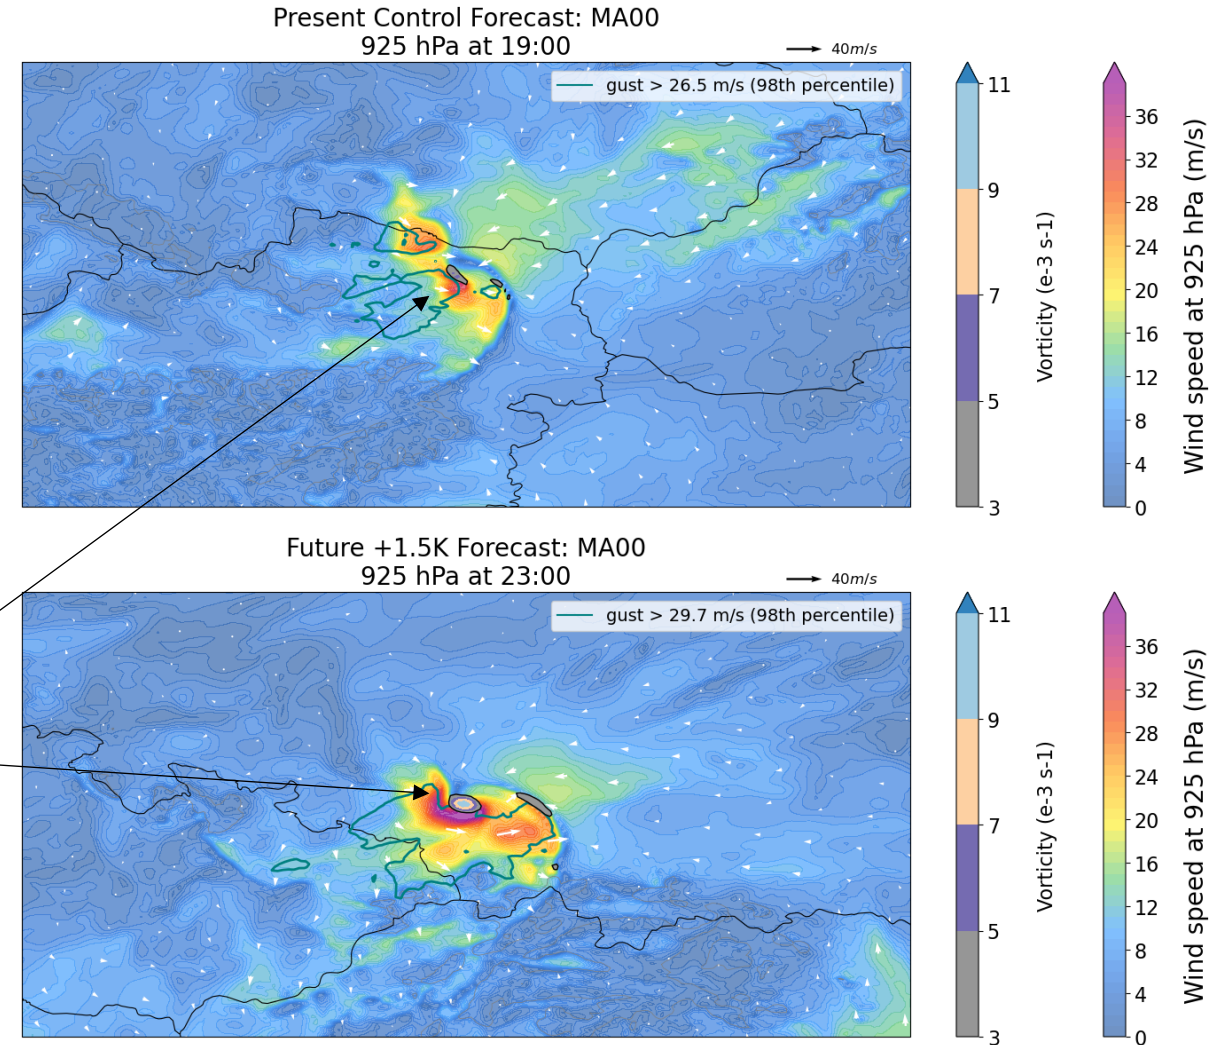 Present Control Forecast: MA00
925 hPa at 19:00
40m/s
gust > 26.5 m/s (98th percentile)
11
9
7
5
3
Vorticity (e-3 s-1)
36
32
28
24
20
16
12
8
4
0
Wind speed at 925 hPa (m/s)
Future +1.5K Forecast: MA00
925 hPa at 23:00
40m/s
gust > 29.7 m/s (98th percentile)
11
9
7
5
3
Vorticity (e-3 s-1)
36
32
28
24
20
16
12
8
4
0
Wind speed at 925 hPa (m/s)